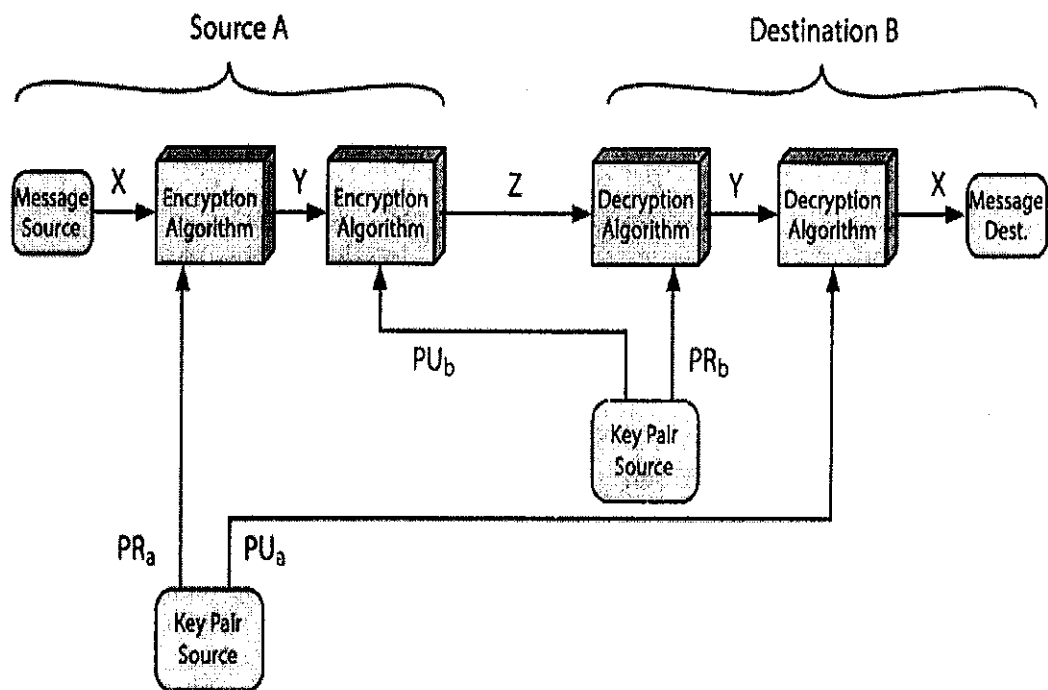 Source A
Destination B
Message
Source
X
Encryption
Algorithm
Y
Encryption
Algorithm
Z
Decryption
Algorithm
Y
Decryption
Algorithm
X
Message
Dest.
PUb
PRb
Key Pair
Source
PRa
PUa
Key Pair
Source